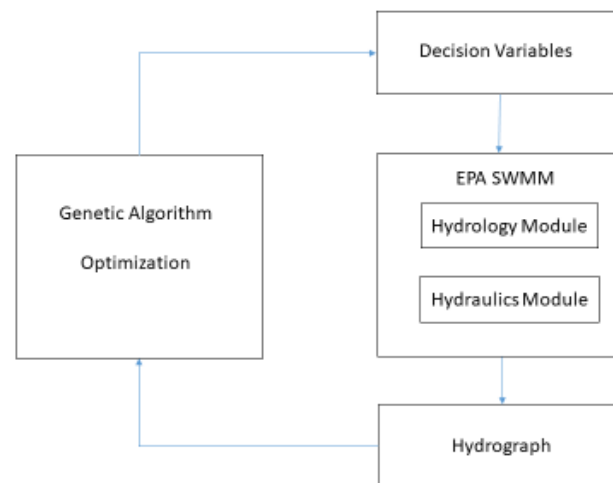 Decision Variables
EPA SWMM
Hydrology Module
Hydraulics Module
Genetic Algorithm
Optimization
Hydrograph